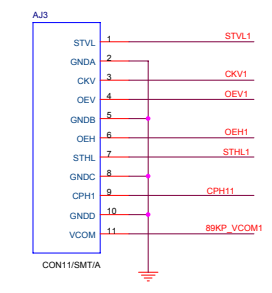 AJ3
STVL 1 STVL1
GNDA 2
CKV 3 CKV1
OEV 4 OEV1
GNDB 5
OEH 6 OEH1
STHL 7 STHL1
GNDC 8
CPH1 9 CPH11
GNDD 10
VCOM 11 89KP_VCOM1
CON11/SMT/A